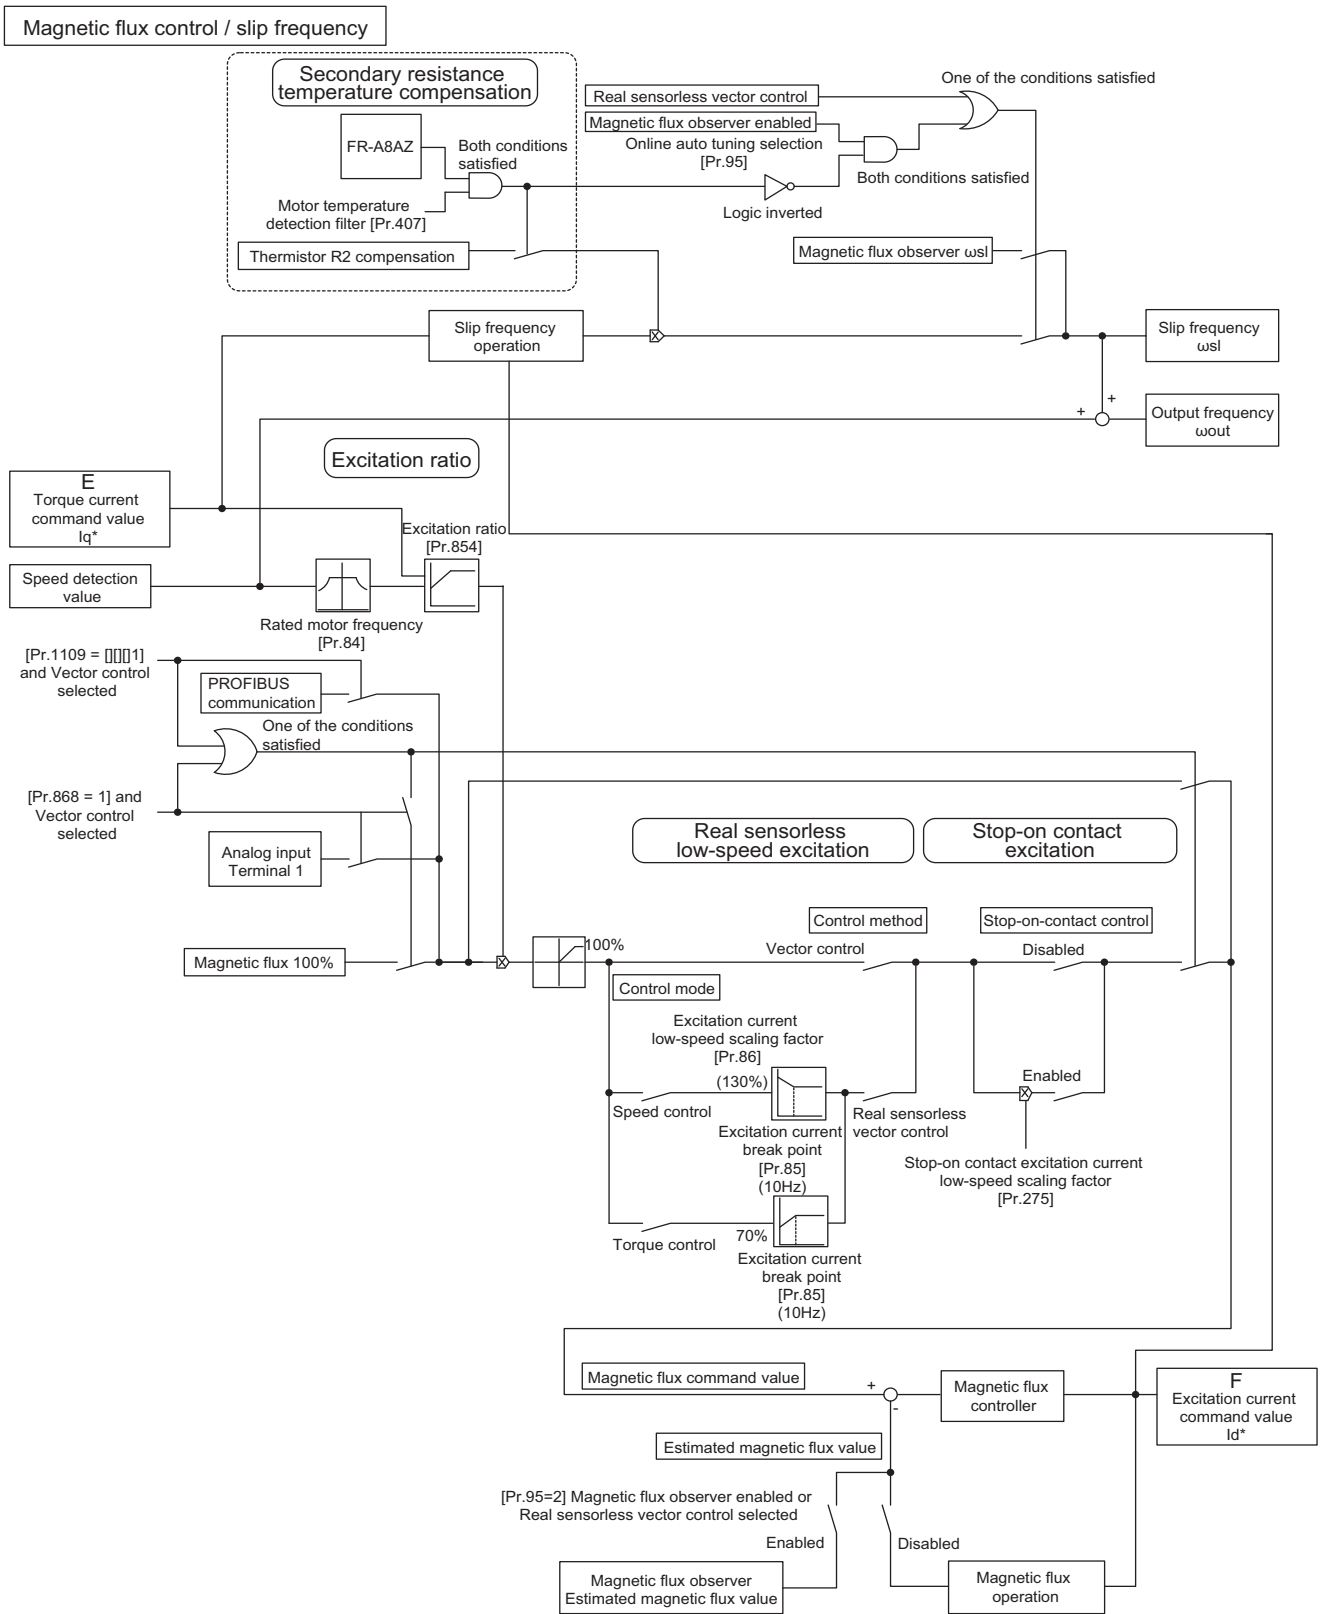 Magnetic flux control / slip frequency
Secondary resistance
temperature compensation
FR-A8AZ
Both conditions
satisfied
Motor temperature
detection filter [Pr.407]
Thermistor R2 compensation
One of the conditions satisfied
Real sensorless vector control
Magnetic flux observer enabled
Online auto tuning selection
[Pr.95]
Both conditions satisfied
Logic inverted
Magnetic flux observer ωsl
Slip frequency
operation
X
Slip frequency
ωsl
+
+
Output frequency
ωout
Excitation ratio
E
Torque current
command value
Iq*
Excitation ratio
[Pr.854]
Speed detection
value
Rated motor frequency
[Pr.84]
[Pr.1109 = [][][]1]
and Vector control
selected
PROFIBUS
communication
One of the conditions
satisfied
[Pr.868 = 1] and
Vector control
selected
Analog input
Terminal 1
Real sensorless
low-speed excitation
Stop-on contact
excitation
Control method
Stop-on-contact control
Magnetic flux 100%
X
100%
Vector control
Disabled
Control mode
Excitation current
low-speed scaling factor
[Pr.86]
(130%)
Enabled
X
Speed control
Excitation current
break point
[Pr.85]
(10Hz)
Real sensorless
vector control
Stop-on contact excitation current
low-speed scaling factor
[Pr.275]
Torque control
70%
Excitation current
break point
[Pr.85]
(10Hz)
Magnetic flux command value
+
-
Magnetic flux
controller
F
Excitation current
command value
Id*
Estimated magnetic flux value
[Pr.95=2] Magnetic flux observer enabled or
Real sensorless vector control selected
Enabled
Disabled
Magnetic flux observer
Estimated magnetic flux value
Magnetic flux
operation